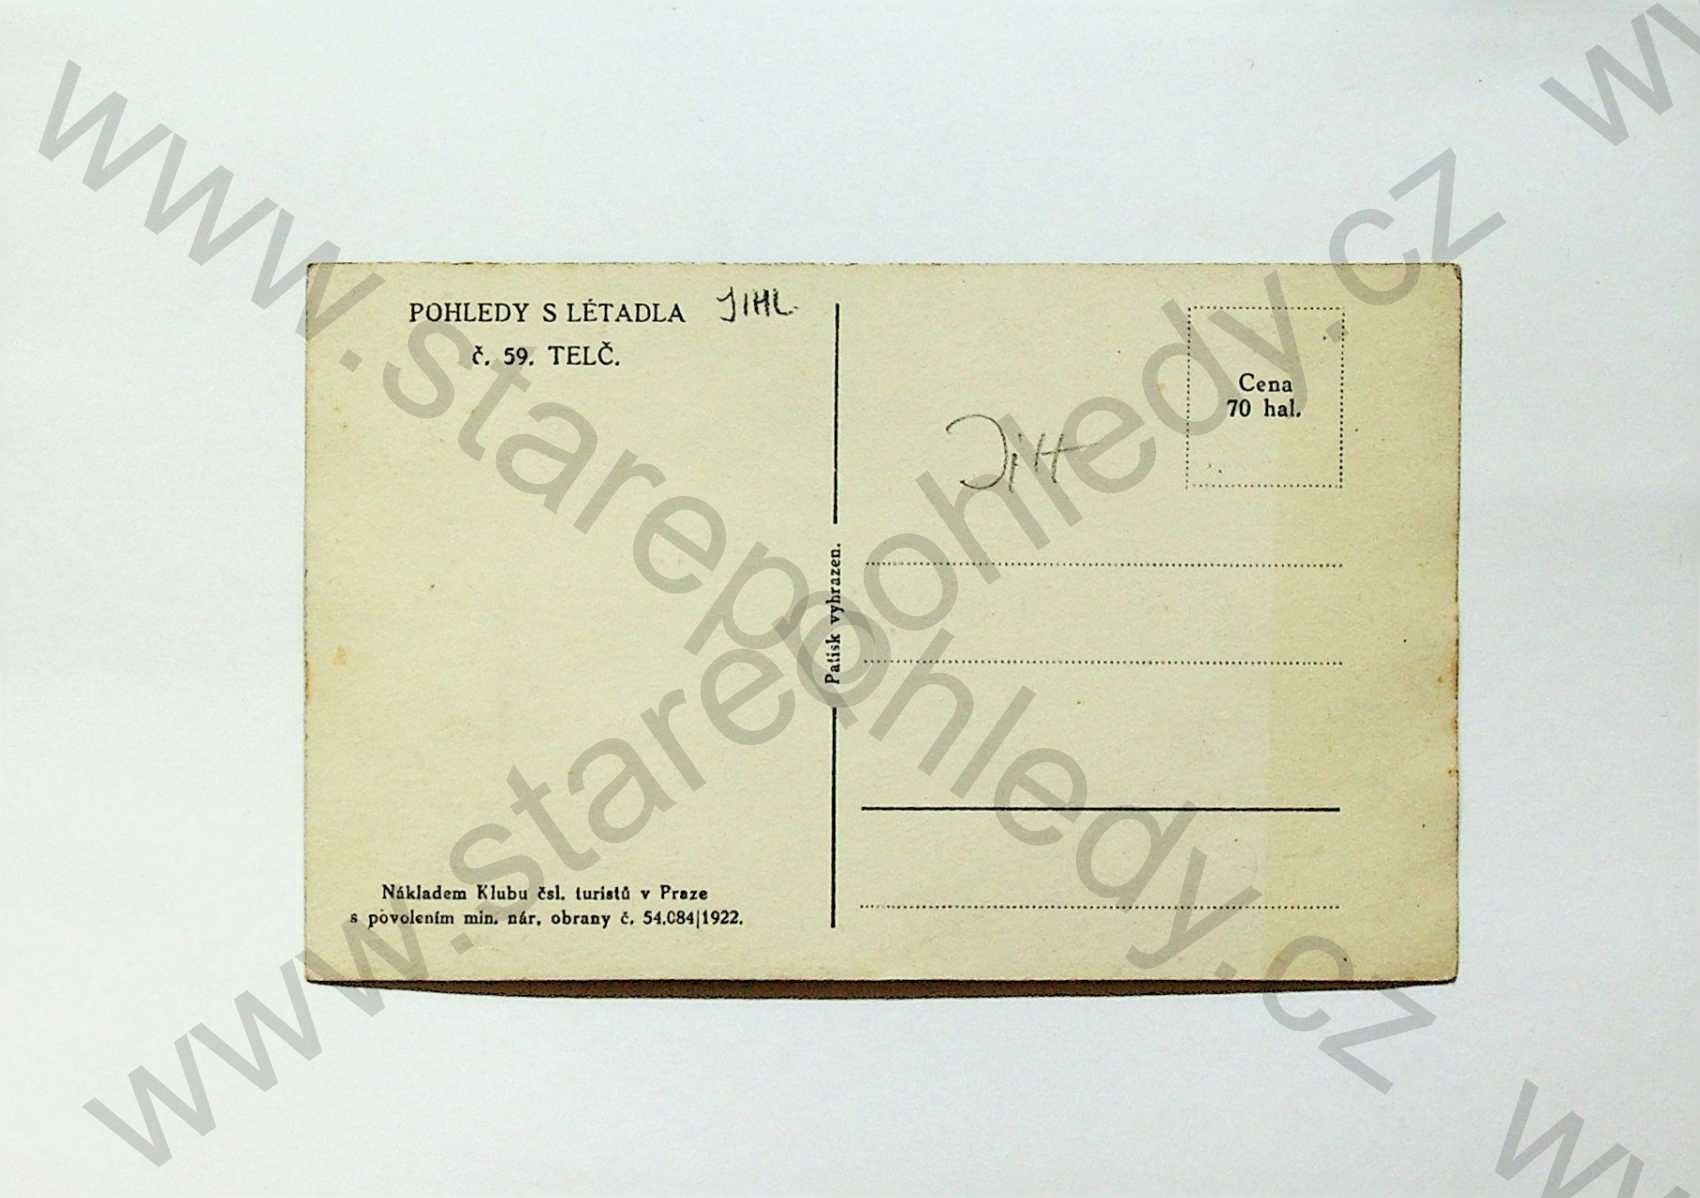 POHLEDY S LÉTADLA JIHL.
č. 59. TELČ.
Nákladem Klubu čsl. turistů v Praze
s povolením min. nár. obrany č. 54.084|1922.
Patisk vyhrazen.
Cena
70 hal.
JiH
www.starepohledy.cz
www.starepohledy.cz